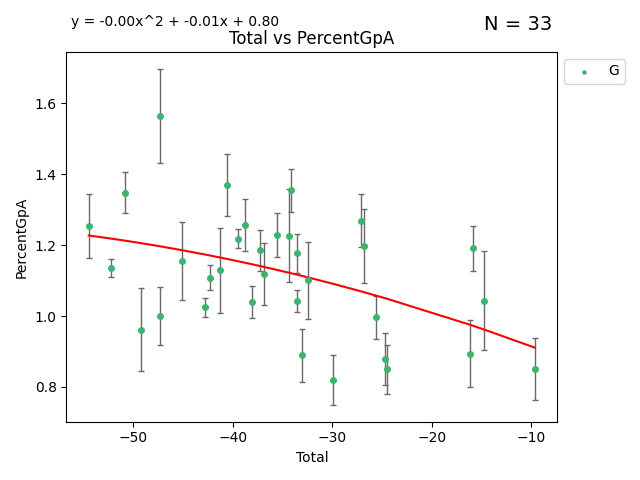 y = -0.00x^2 + -0.01x + 0.80
N = 33
Total vs PercentGpA
G
PercentGpA
1.6
1.4
1.2
1.0
0.8
−50
−40
−30
−20
−10
Total